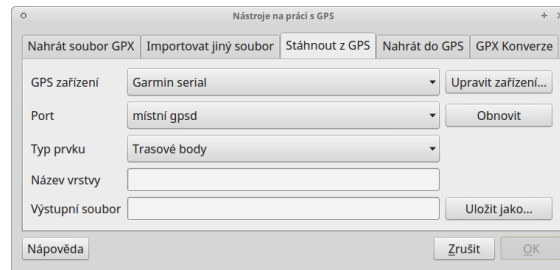 Nástroje na práci s GPS
Nahrát soubor GPX Importovat jiný soubor Stáhnout z GPS Nahrát do GPS GPX Konverze
GPS zařízení Garmin serial Upravit zařízení...
Port místní gpsd Obnovit
Typ prvku Trasové body
Název vrstvy
Výstupní soubor Uložit jako...
Nápověda Zrušit OK